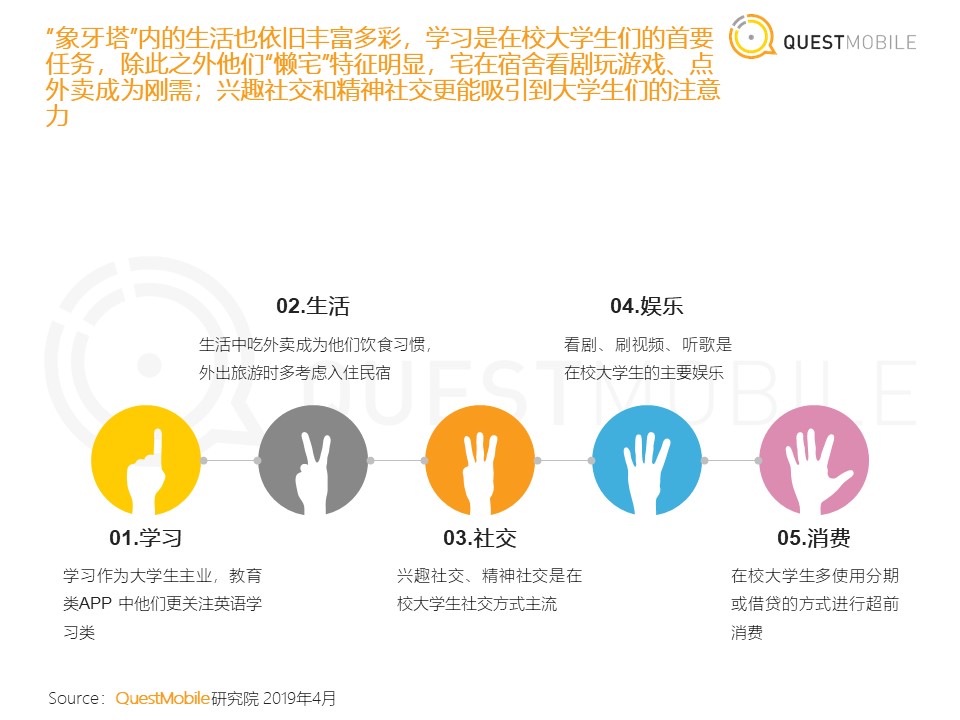 “象牙塔”内的生活也依旧丰富多彩，学习是在校大学生们的首要
任务，除此之外他们“懒宅”特征明显，宅在宿舍看剧玩游戏、点
外卖成为刚需；兴趣社交和精神社交更能吸引到大学生们的注意
力
QUESTMOBILE
02.生活
生活中吃外卖成为他们饮食习惯，
外出旅游时多考虑入住民宿
04.娱乐
看剧、刷视频、听歌是
在校大学生的主要娱乐
QUESTMOBILE
01.学习
学习作为大学生主业，教育
类APP 中他们更关注英语学
习类
03.社交
兴趣社交、精神社交是在
校大学生社交方式主流
05.消费
在校大学生多使用分期
或借贷的方式进行超前
消费
Source：QuestMobile研究院 2019年4月